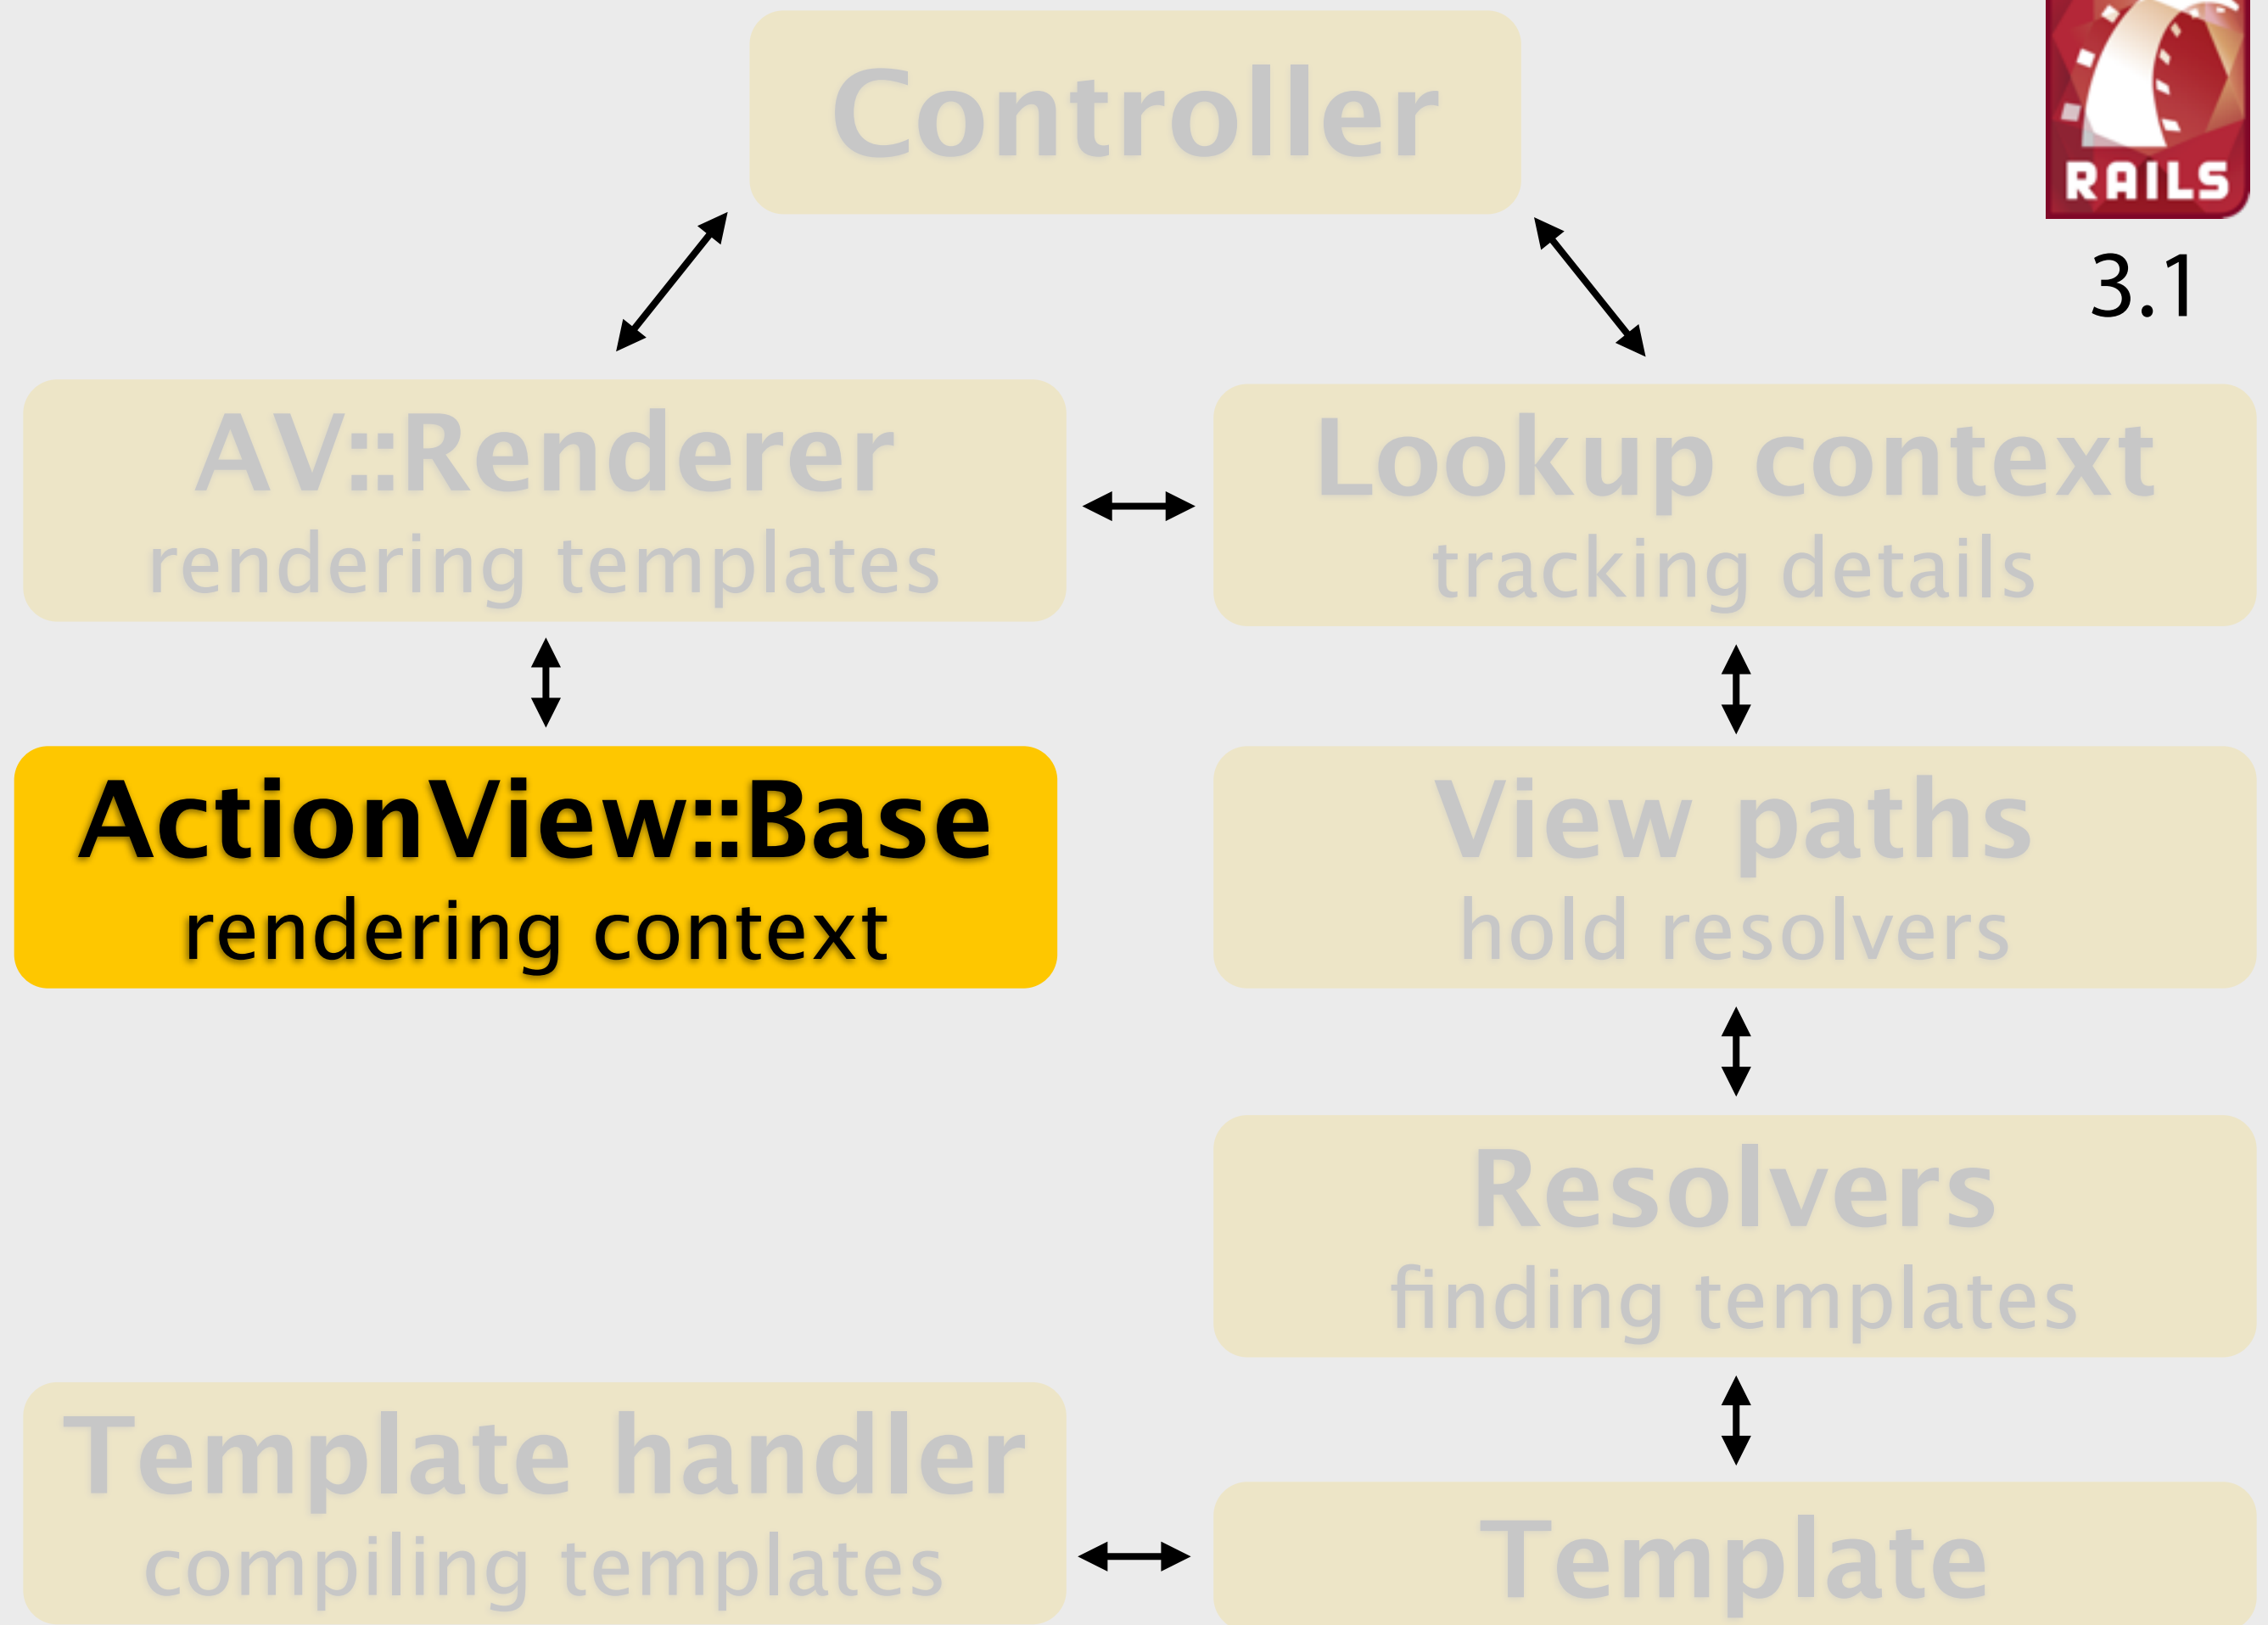 Controller
RAILS
3.1
AV::Renderer
rendering templates
Lookup context
tracking details
ActionView::Base
rendering context
View paths
hold resolvers
Resolvers
finding templates
Template handler
compiling templates
Template